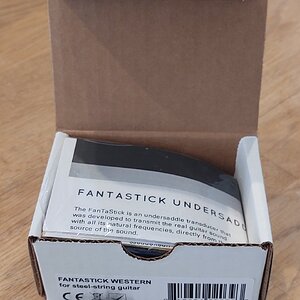 FANTASTICK UNDERSAD
The FanTaStick is an undersaddle transducer that
was developed to transmit the real guitar sound
with all its natural frequencies, directly from the
source of the sound.
FANTASTICK WESTERN
for steel-string guitar
CE